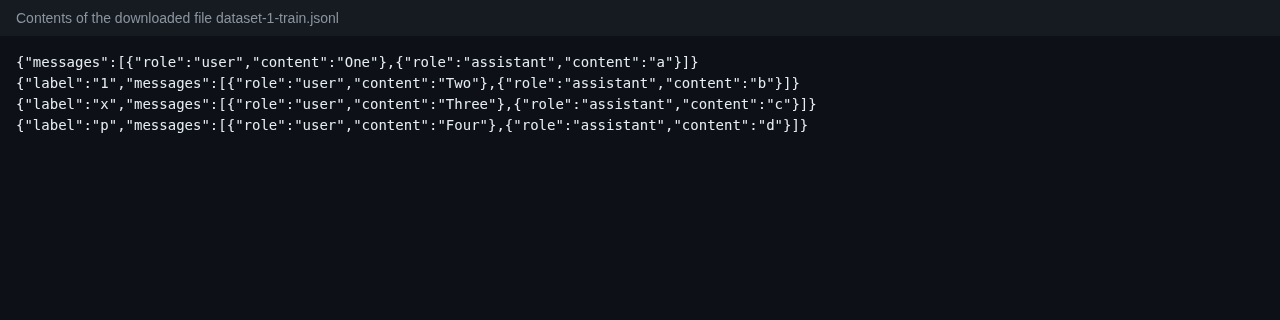 Contents of the downloaded file dataset-1-train.jsonl
{"messages":[{"role":"user","content":"One"},{"role":"assistant","content":"a"}]}
{"label":"1","messages":[{"role":"user","content":"Two"},{"role":"assistant","content":"b"}]}
{"label":"x","messages":[{"role":"user","content":"Three"},{"role":"assistant","content":"c"}]}
{"label":"p","messages":[{"role":"user","content":"Four"},{"role":"assistant","content":"d"}]}